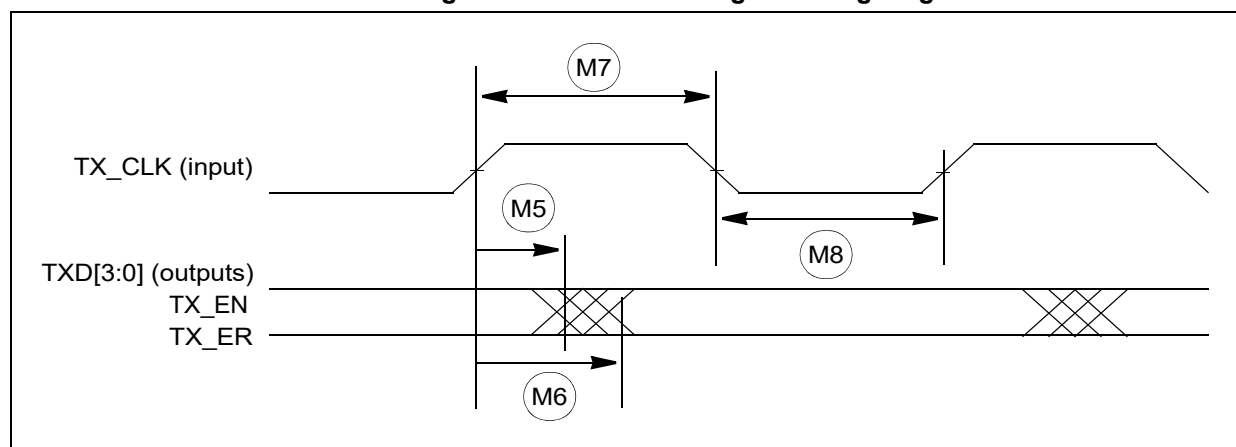 M7
TX_CLK (input)
M5
M8
TXD[3:0] (outputs)
TX_EN
TX_ER
M6